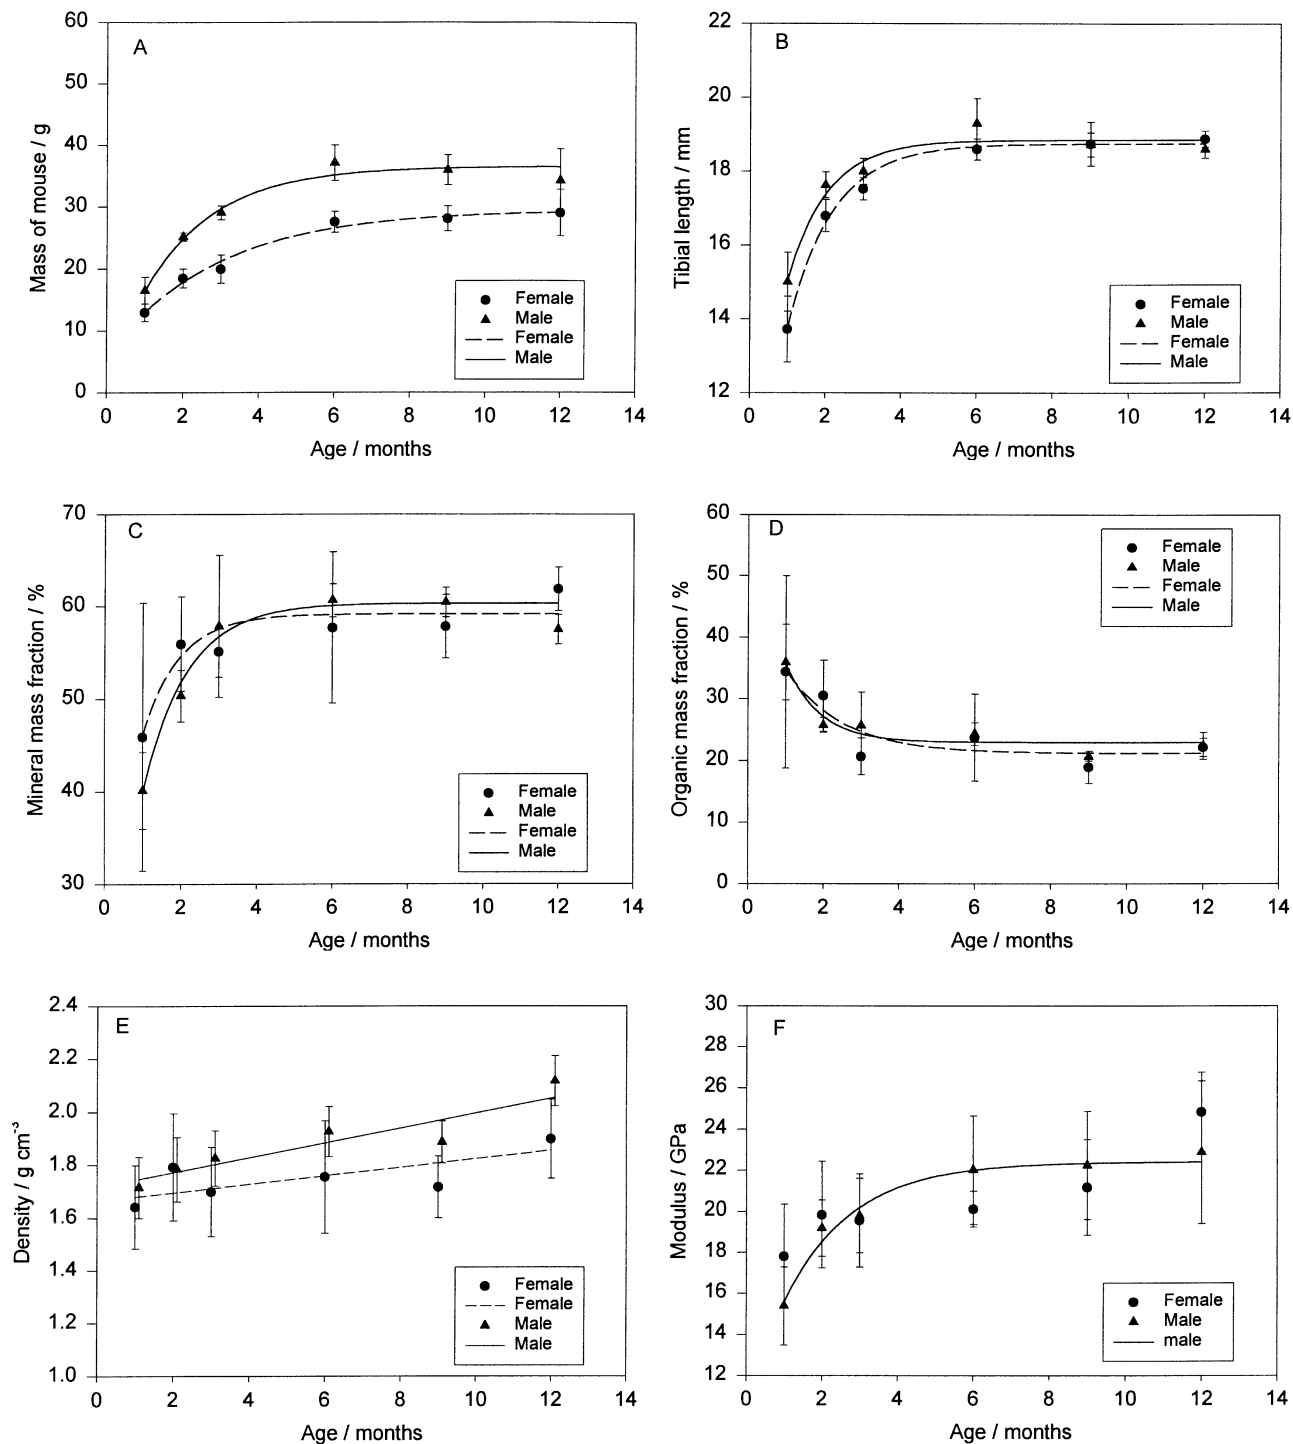 A
Mass of mouse / g
60
50
40
30
20
10
0
0 2 4 6 8 10 12 14
Age / months
Female
Male
Female
Male
B
Tibial length / mm
22
20
18
16
14
12
0 2 4 6 8 10 12 14
Age / months
Female
Male
Female
Male
C
Mineral mass fraction / %
70
60
50
40
30
0 2 4 6 8 10 12 14
Age / months
Female
Male
Female
Male
D
Organic mass fraction / %
60
50
40
30
20
10
0
0 2 4 6 8 10 12 14
Age / months
Female
Male
Female
Male
E
Density / g cm⁻³
2.4
2.2
2.0
1.8
1.6
1.4
1.2
1.0
0 2 4 6 8 10 12 14
Age / months
Female
Female
Male
Male
F
Modulus / GPa
30
28
26
24
22
20
18
16
14
12
0 2 4 6 8 10 12 14
Age / months
Female
Male
male